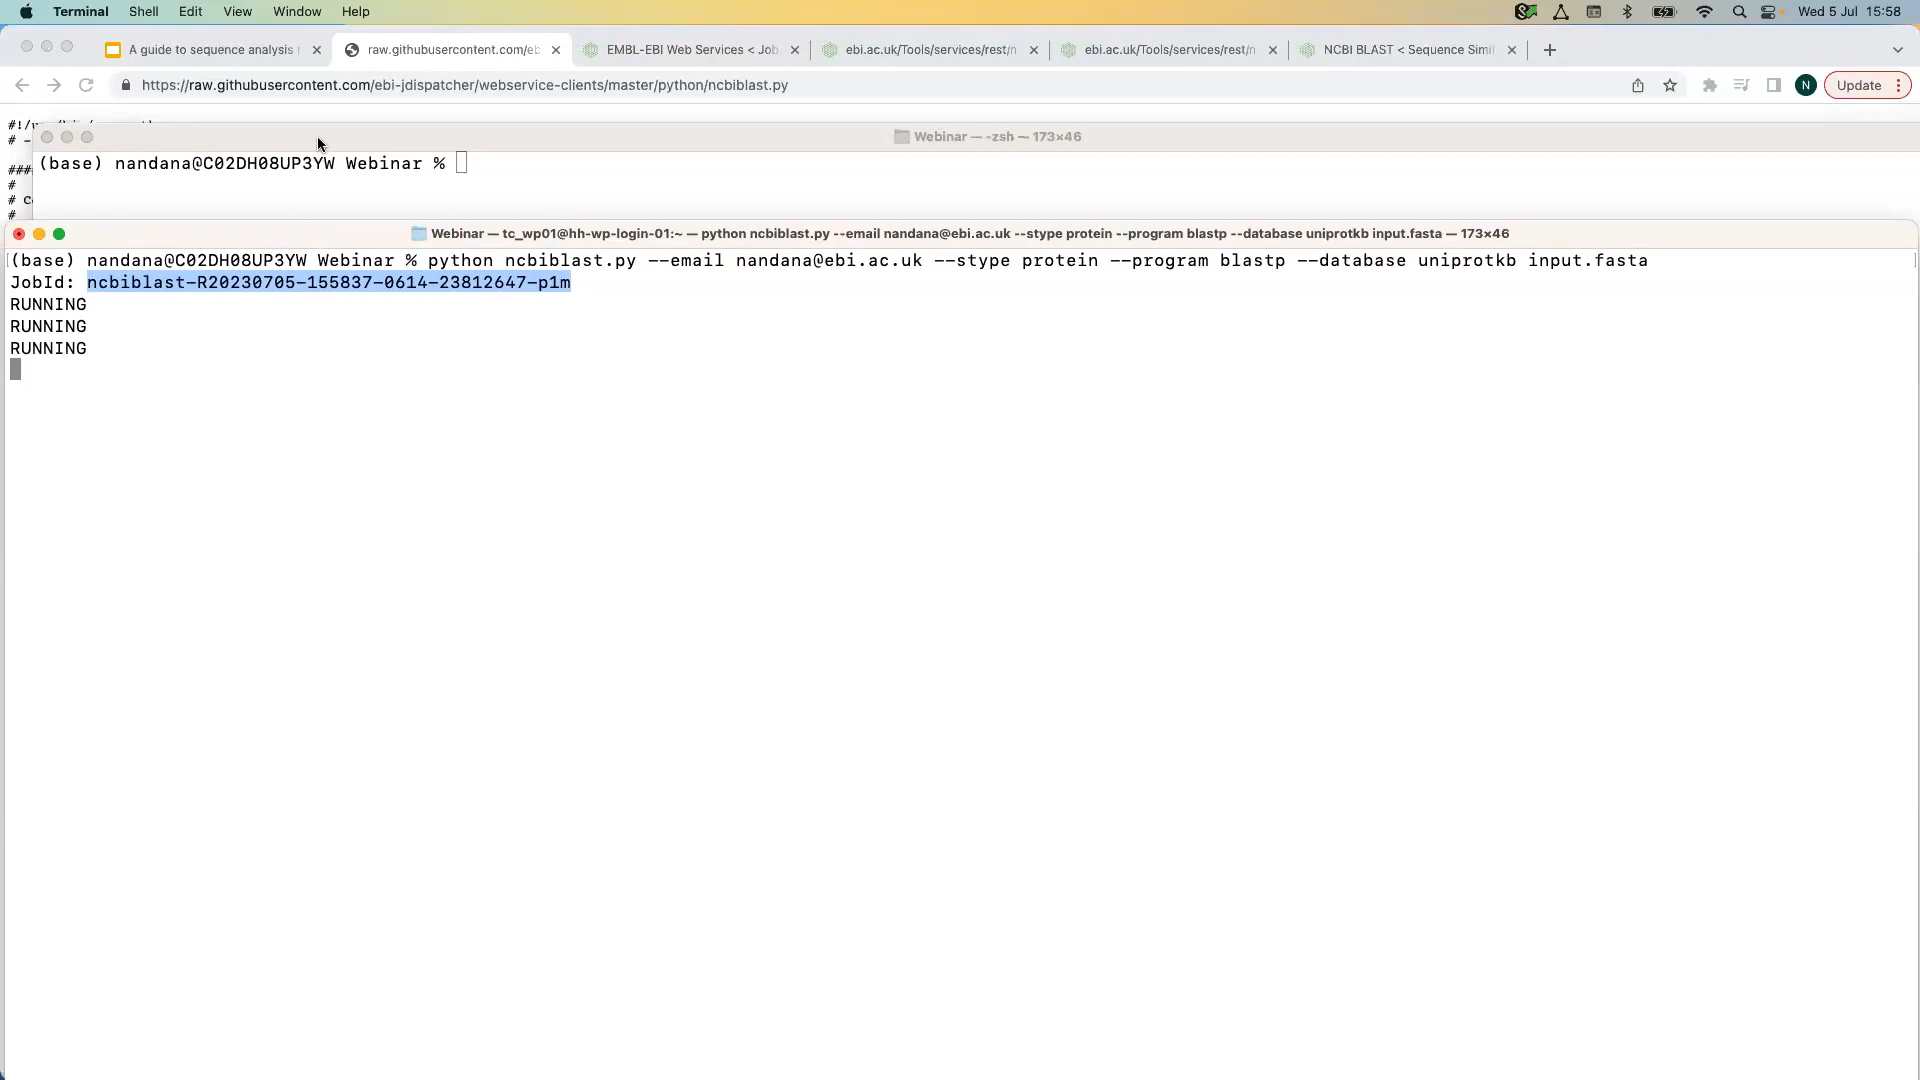 Terminal Shell Edit View Window Help Wed 5 Jul 15:58
A guide to sequence analysis raw.githubusercontent.com/eb EMBL-EBI Web Services < Job ebi.ac.uk/Tools/services/rest/n ebi.ac.uk/Tools/services/rest/n NCBI BLAST < Sequence Simil
https://raw.githubusercontent.com/ebi-jdispatcher/webservice-clients/master/python/ncbiblast.py N Update
Webinar — -zsh — 173×46
(base) nandana@C02DH08UP3YW Webinar %
Webinar — tc_wp01@hh-wp-login-01:~ — python ncbiblast.py --email nandana@ebi.ac.uk --stype protein --program blastp --database uniprotkb input.fasta — 173×46
(base) nandana@C02DH08UP3YW Webinar % python ncbiblast.py --email nandana@ebi.ac.uk --stype protein --program blastp --database uniprotkb input.fasta
JobId: ncbiblast-R20230705-155837-0614-23812647-p1m
RUNNING
RUNNING
RUNNING